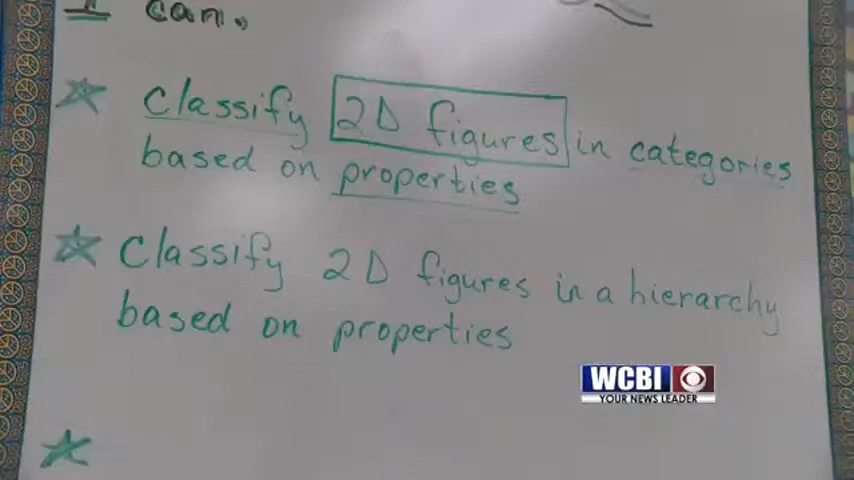 I can.
Classify 2D figures in categories
based on properties
Classify 2D figures in a hierarchy
based on properties
WCBI
YOUR NEWS LEADER